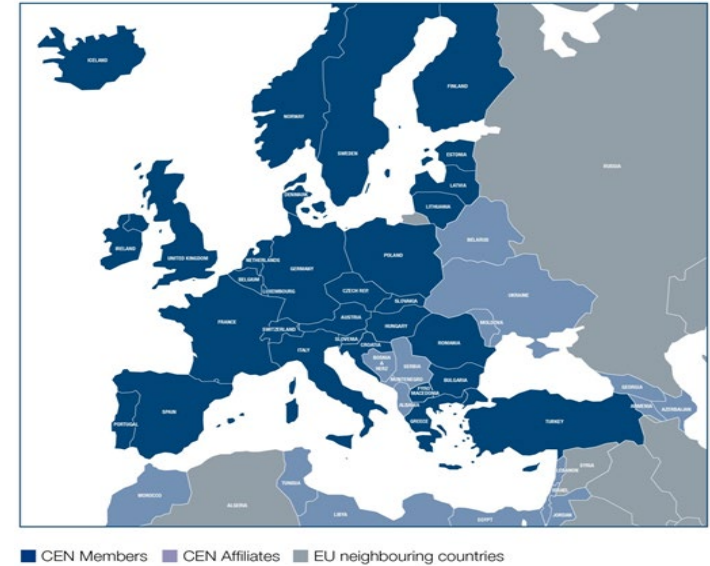 ICELAND
FINLAND
NORWAY
SWEDEN
RUSSIA
ESTONIA
LATVIA
DENMARK
LITHUANIA
BELARUS
IRELAND
UNITED KINGDOM
NETHERLANDS
POLAND
GERMANY
BELGIUM
LUXEMBOURG
CZECH REP.
UKRAINE
SLOVAKIA
FRANCE
AUSTRIA
MOLDOVA
SWITZERLAND
HUNGARY
SLOVENIA
ROMANIA
CROATIA
ITALY
BOSNIA
&
HERZ
SERBIA
MONTENEGRO
BULGARIA
GEORGIA
MACEDONIA
ALBANIA
ARMENIA
AZERBAIJAN
PORTUGAL
SPAIN
GREECE
TURKEY
SYRIA
LEBANON
TUNISIA
ISRAEL
MOROCCO
ALGERIA
LIBYA
EGYPT
JORDAN
CEN Members CEN Affiliates EU neighbouring countries